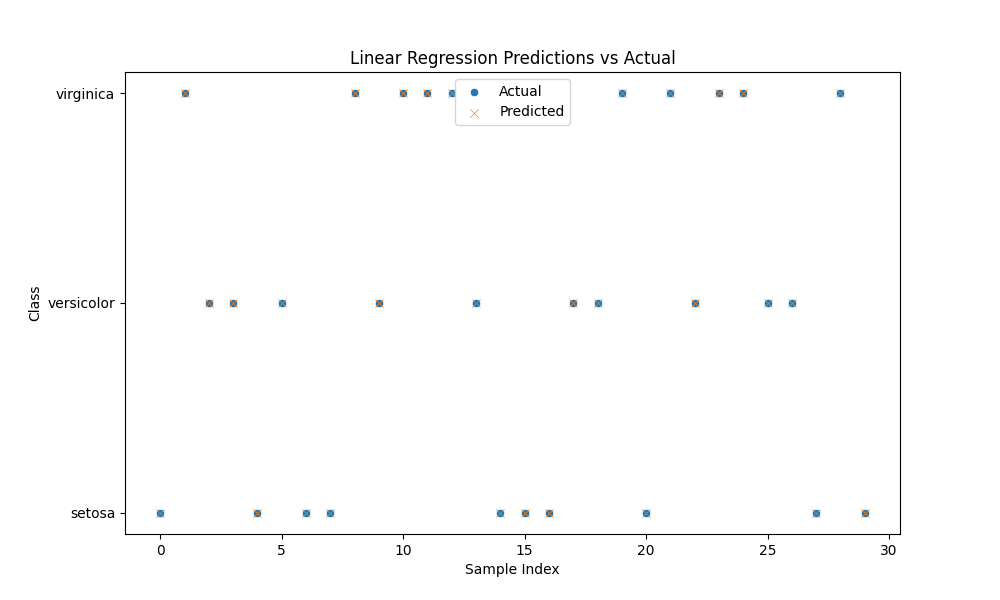 Linear Regression Predictions vs Actual
virginica
versicolor
setosa
Class
Actual
Predicted
0 5 10 15 20 25 30
Sample Index